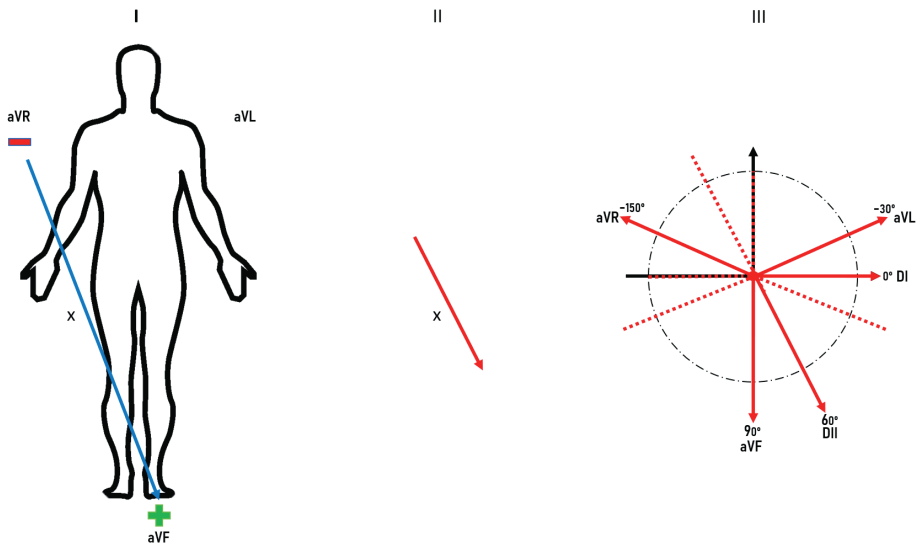 I
II
III
aVR
aVL
X
aVF
X
aVR
–150°
–30°
aVL
0° DI
60°
DII
90°
aVF